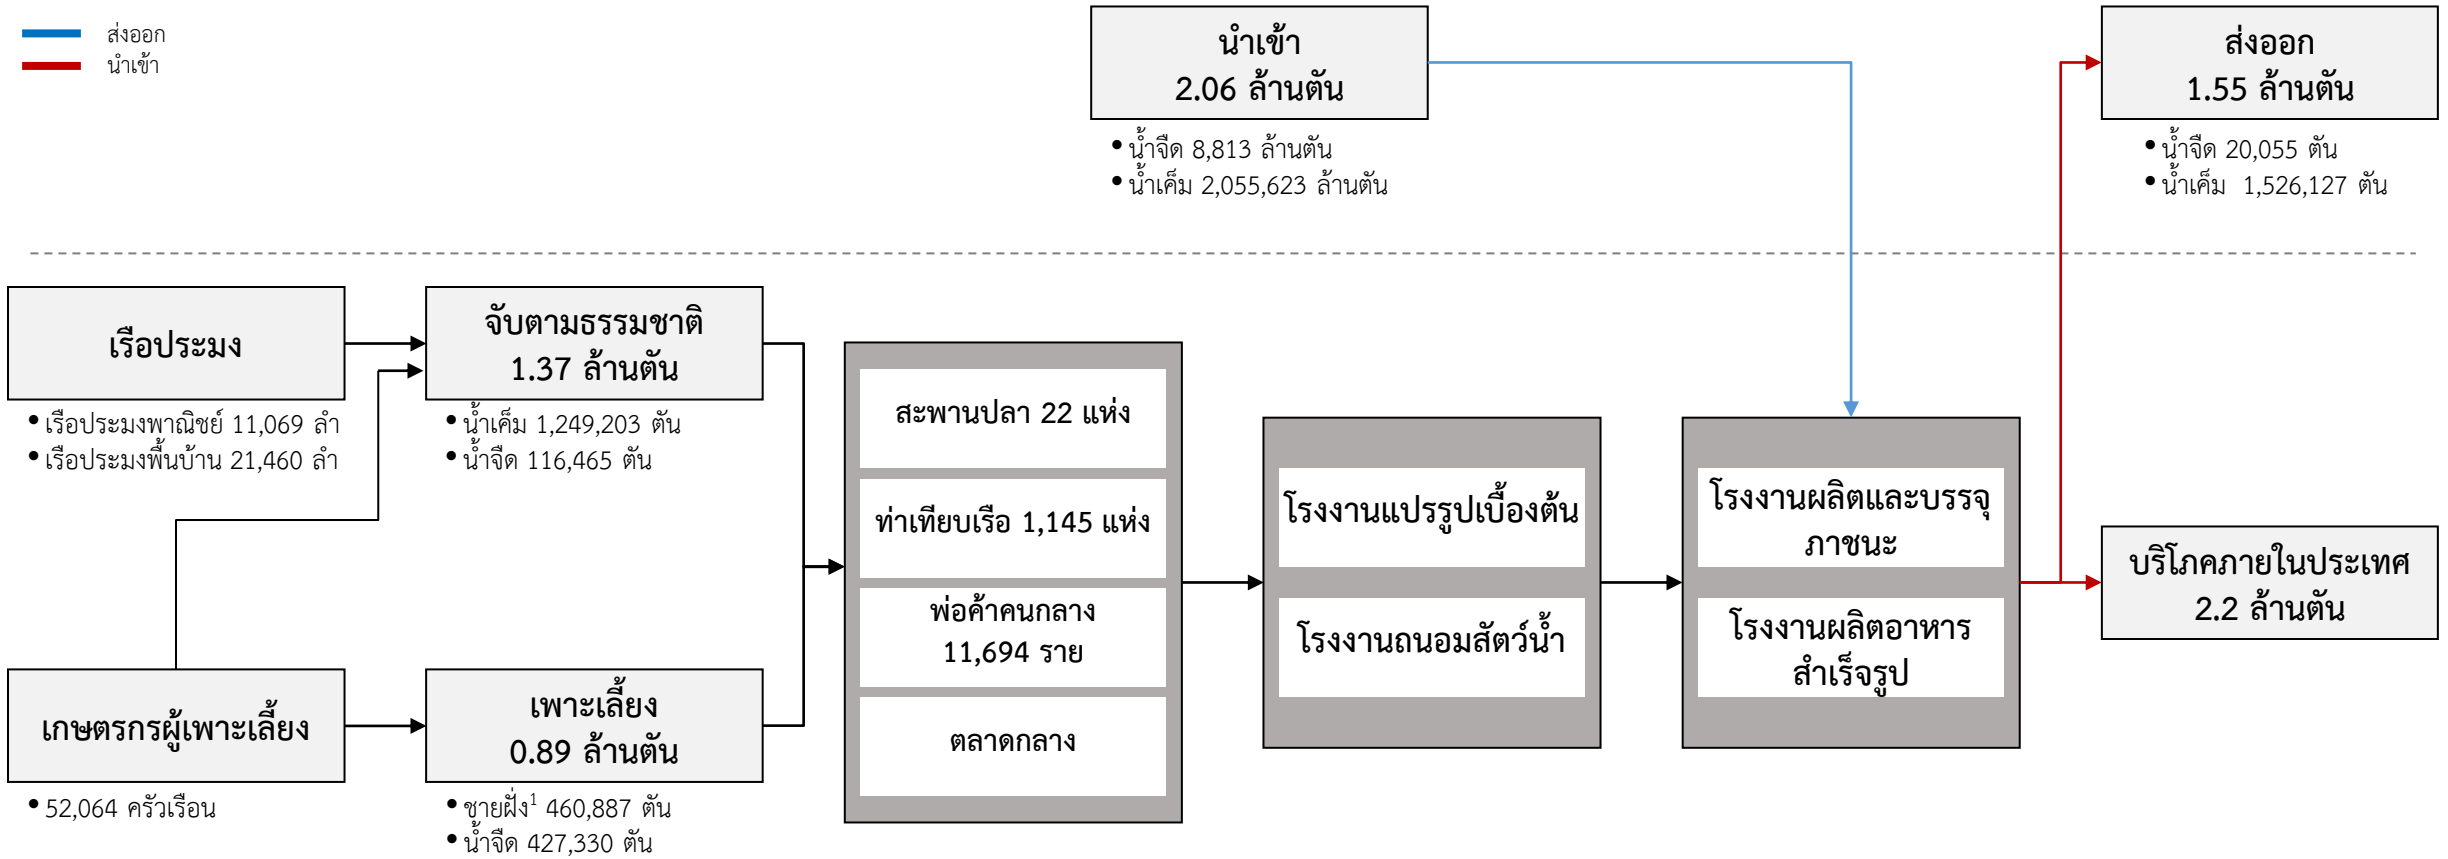 ส่งออก
นำเข้า
นำเข้า
2.06 ล้านตัน
• น้ำจืด 8,813 ล้านตัน
• น้ำเค็ม 2,055,623 ล้านตัน
ส่งออก
1.55 ล้านตัน
• น้ำจืด 20,055 ตัน
• น้ำเค็ม 1,526,127 ตัน
เรือประมง
• เรือประมงพาณิชย์ 11,069 ลำ
• เรือประมงพื้นบ้าน 21,460 ลำ
จับตามธรรมชาติ
1.37 ล้านตัน
• น้ำเค็ม 1,249,203 ตัน
• น้ำจืด 116,465 ตัน
เกษตรกรผู้เพาะเลี้ยง
• 52,064 ครัวเรือน
เพาะเลี้ยง
0.89 ล้านตัน
• ชายฝั่ง¹ 460,887 ตัน
• น้ำจืด 427,330 ตัน
สะพานปลา 22 แห่ง
ท่าเทียบเรือ 1,145 แห่ง
พ่อค้าคนกลาง
11,694 ราย
ตลาดกลาง
โรงงานแปรรูปเบื้องต้น
โรงงานถนอมสัตว์น้ำ
โรงงานผลิตและบรรจุ
ภาชนะ
โรงงานผลิตอาหาร
สำเร็จรูป
บริโภคภายในประเทศ
2.2 ล้านตัน